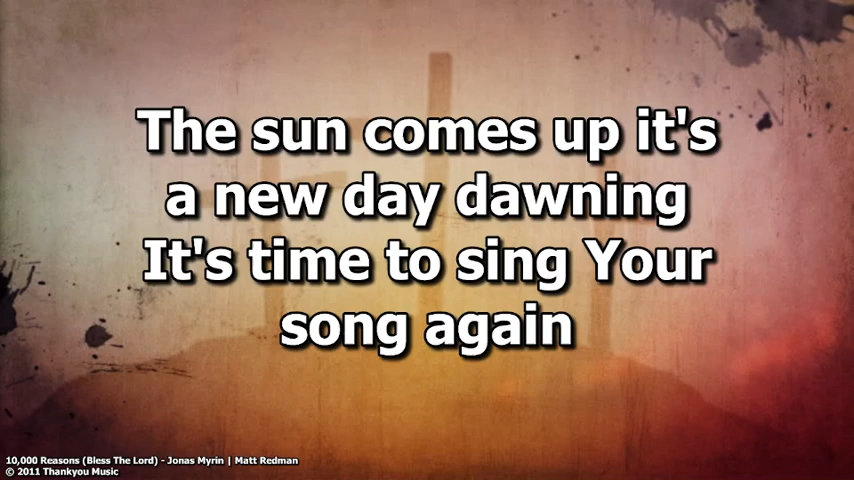 The sun comes up it's
a new day dawning
It's time to sing Your
song again
10,000 Reasons (Bless The Lord) - Jonas Myrin | Matt Redman
© 2011 Thankyou Music